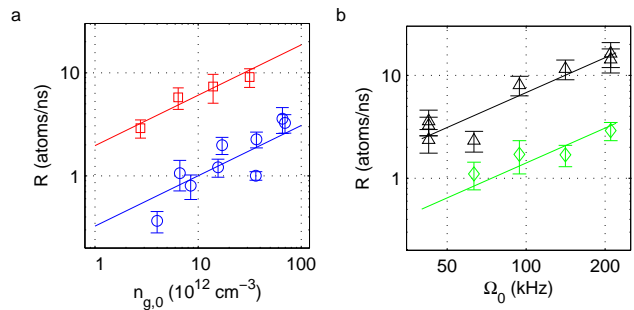 a
R (atoms/ns)
10
1
1
10
100
n_{g,0} (10^{12} cm^{-3})
b
R (atoms/ns)
10
1
50
100
200
Ω_0 (kHz)